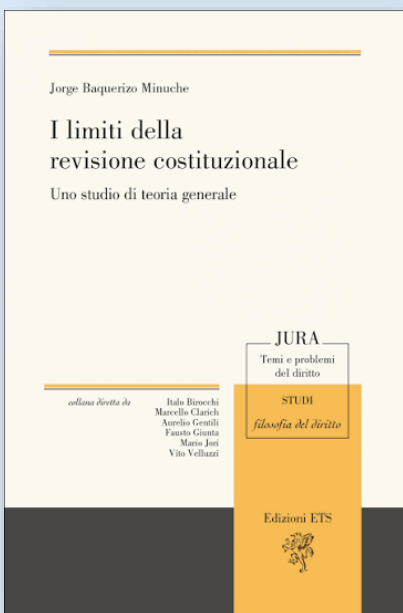 Jorge Baquerizo Minuche
I limiti della
revisione costituzionale
Uno studio di teoria generale
JURA
Temi e problemi
del diritto
STUDI
filosofia del diritto
collana diretta da
Italo Birocchi
Marcello Clarich
Aurelio Gentili
Fausto Giunta
Mario Jori
Vito Velluzzi
Edizioni ETS